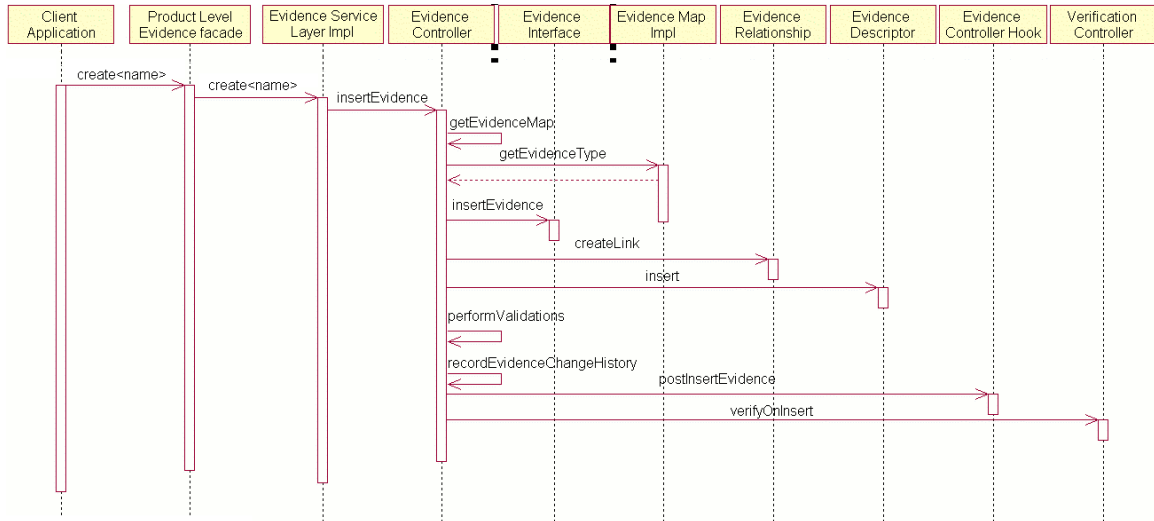 Client
Application
Product Level
Evidence facade
Evidence Service
Layer Impl
Evidence
Controller
Evidence
Interface
Evidence Map
Impl
Evidence
Relationship
Evidence
Descriptor
Evidence
Controller Hook
Verification
Controller
create<name>
create<name>
insertEvidence
getEvidenceMap
getEvidenceType
insertEvidence
createLink
insert
performValidations
recordEvidenceChangeHistory
postInsertEvidence
verifyOnInsert